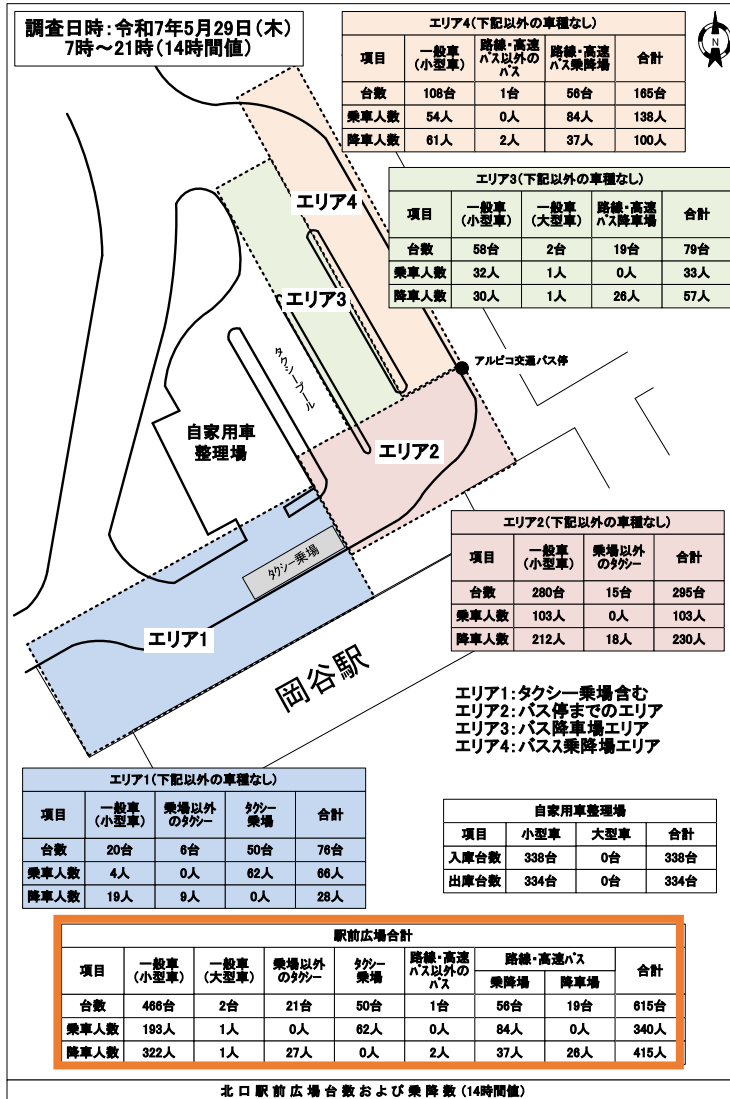 調査日時:令和7年5月29日(木)
7時~21時(14時間値)
エリア4(下記以外の車種なし)
項目 一般車(小型車) 路線・高速バス以外のバス 路線・高速バス乗降場 合計
台数 108台 1台 56台 165台
乗車人数 54人 0人 84人 138人
降車人数 61人 2人 37人 100人
N
エリア3(下記以外の車種なし)
項目 一般車(小型車) 一般車(大型車) 路線・高速バス降車場 合計
台数 58台 2台 19台 79台
乗車人数 32人 1人 0人 33人
降車人数 30人 1人 26人 57人
エリア4
エリア3
タクシープール
アルピコ交通バス停
自家用車
整理場
エリア2
エリア2(下記以外の車種なし)
項目 一般車(小型車) 乗場以外のタクシー 合計
台数 280台 15台 295台
乗車人数 103人 0人 103人
降車人数 212人 18人 230人
タクシー乗場
エリア1
岡谷駅
エリア1:タクシー乗場含む
エリア2:バス停までのエリア
エリア3:バス降車場エリア
エリア4:バスス乗降場エリア
エリア1(下記以外の車種なし)
項目 一般車(小型車) 乗場以外のタクシー タクシー乗場 合計
台数 20台 6台 50台 76台
乗車人数 4人 0人 62人 66人
降車人数 19人 9人 0人 28人
自家用車整理場
項目 小型車 大型車 合計
入庫台数 338台 0台 338台
出庫台数 334台 0台 334台
駅前広場合計
項目 一般車(小型車) 一般車(大型車) 乗場以外のタクシー タクシー乗場 路線・高速バス以外のバス 路線・高速バス 合計
乗降場 降車場
台数 466台 2台 21台 50台 1台 56台 19台 615台
乗車人数 193人 1人 0人 62人 0人 84人 0人 340人
降車人数 322人 1人 27人 0人 2人 37人 26人 415人
北口駅前広場台数および乗降数(14時間値)